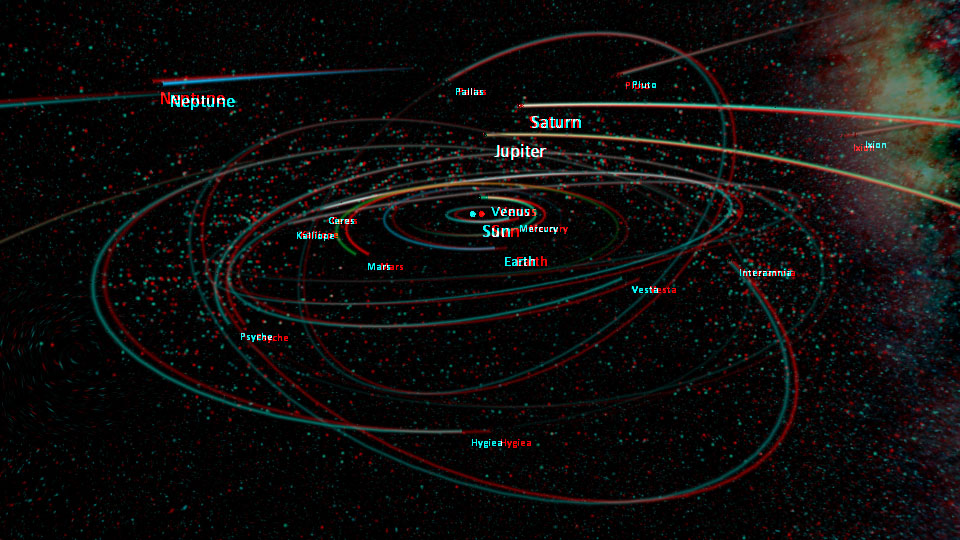 Pallas
Pluto
Neptune
Saturn
Ixion
Jupiter
Venus
Ceres
Sun
Mercury
Kalliope
Earth
Mars
Interamnia
Vesta
Psyche
Hygiea